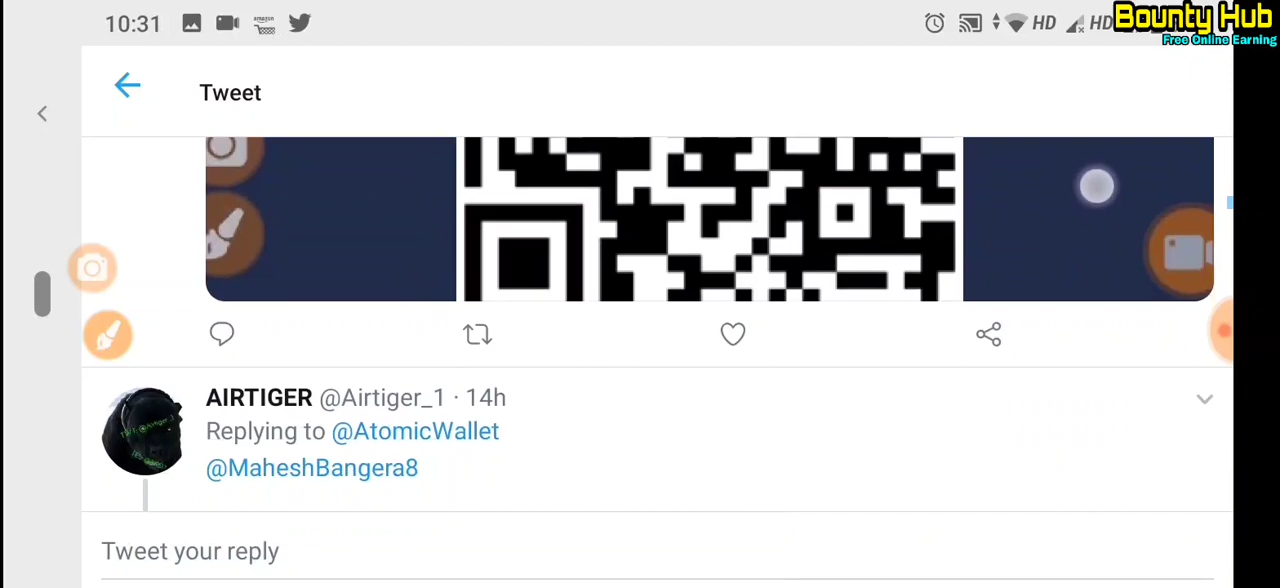 10:31
amazon
HD
HD
Bounty Hub
Free Online Earning
Tweet
AIRTIGER @Airtiger_1 · 14h
Replying to @AtomicWallet
@MaheshBangera8
Tweet your reply